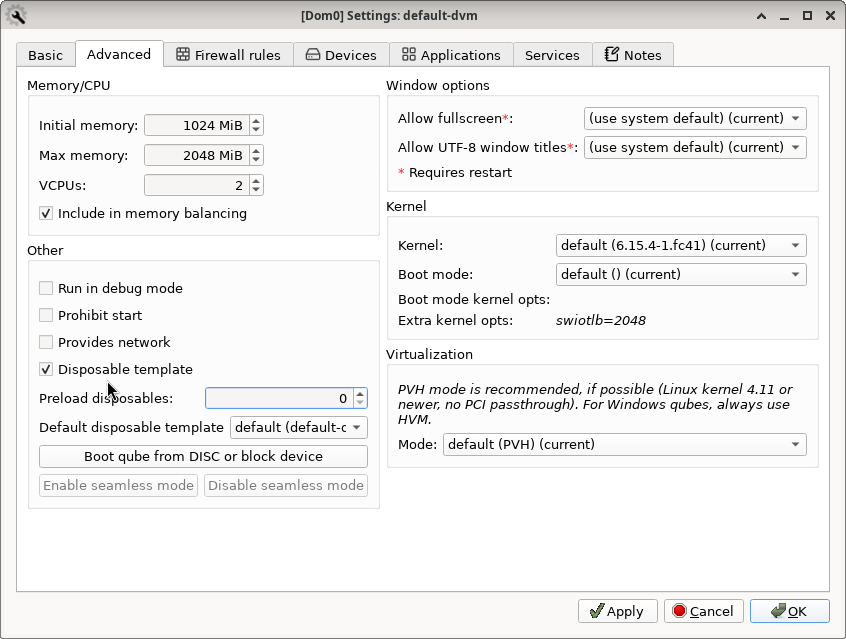 [Dom0] Settings: default-dvm
Basic
Advanced
Firewall rules
Devices
Applications
Services
Notes
Memory/CPU
Initial memory: 1024 MiB
Max memory: 2048 MiB
VCPUs: 2
Include in memory balancing
Other
Run in debug mode
Prohibit start
Provides network
Disposable template
Preload disposables: 0
Default disposable template default (default-d
Boot qube from DISC or block device
Enable seamless mode
Disable seamless mode
Window options
Allow fullscreen*: (use system default) (current)
Allow UTF-8 window titles*: (use system default) (current)
* Requires restart
Kernel
Kernel: default (6.15.4-1.fc41) (current)
Boot mode: default () (current)
Boot mode kernel opts:
Extra kernel opts: swiotlb=2048
Virtualization
PVH mode is recommended, if possible (Linux kernel 4.11 or
newer, no PCI passthrough). For Windows qubes, always use
HVM.
Mode: default (PVH) (current)
Apply
Cancel
OK